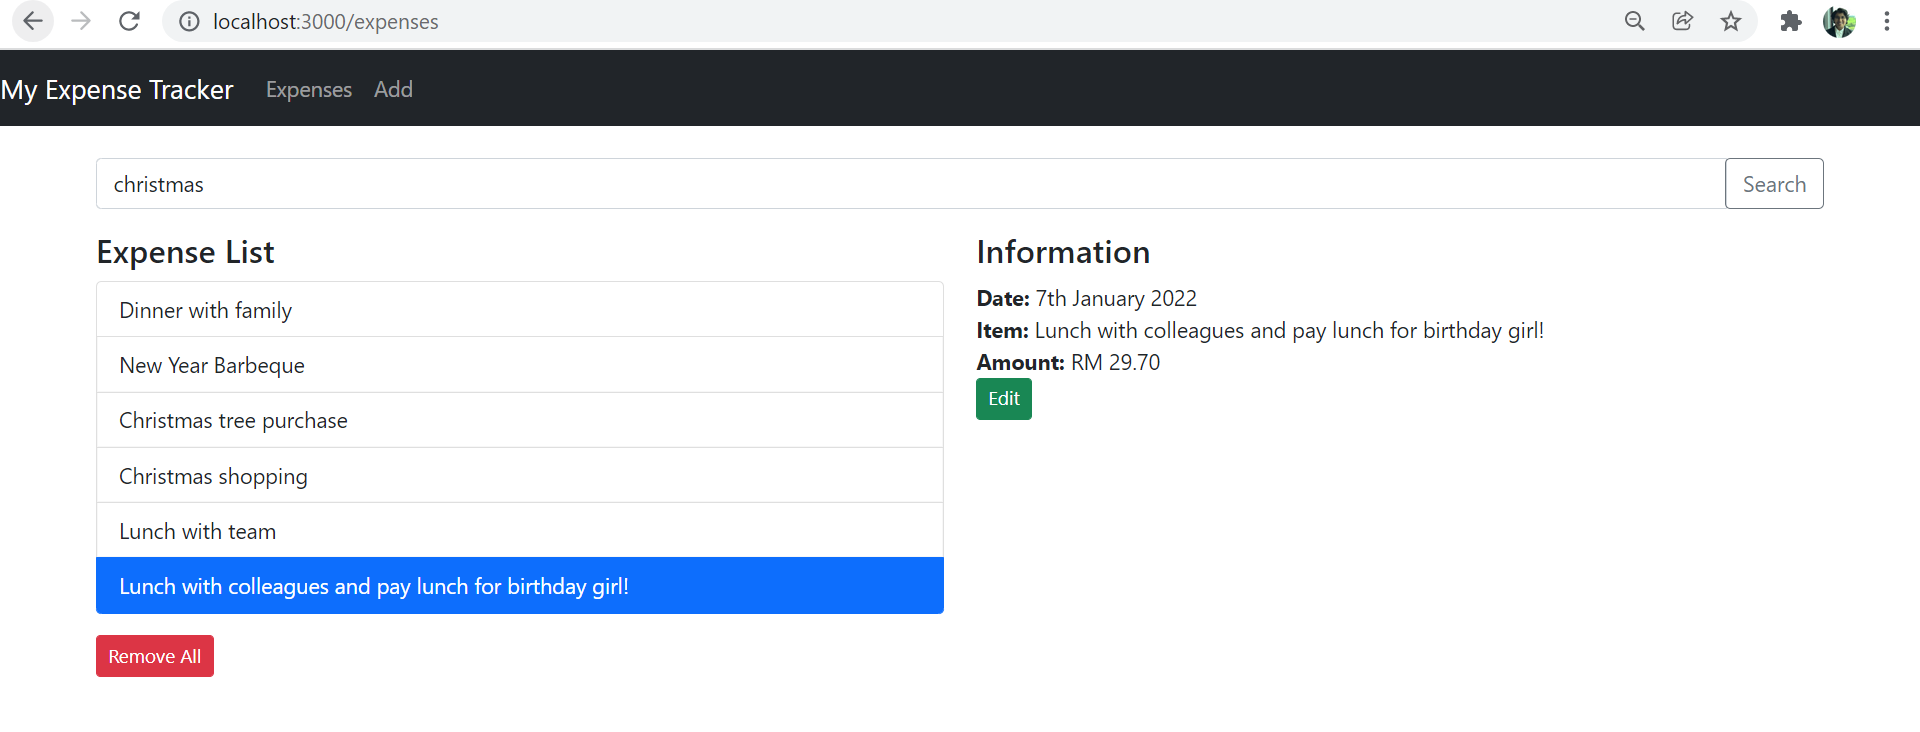 localhost:3000/expenses
My Expense Tracker Expenses Add
christmas Search
Expense List
Dinner with family
New Year Barbeque
Christmas tree purchase
Christmas shopping
Lunch with team
Lunch with colleagues and pay lunch for birthday girl!
Remove All
Information
Date: 7th January 2022
Item: Lunch with colleagues and pay lunch for birthday girl!
Amount: RM 29.70
Edit